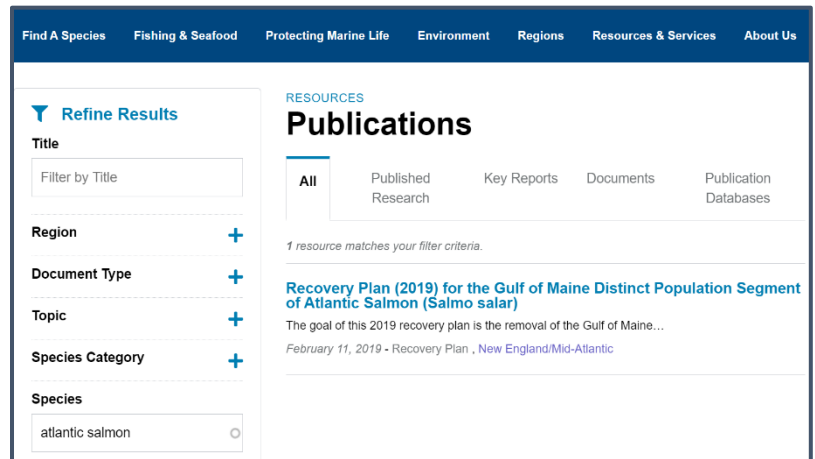 Find A Species Fishing & Seafood Protecting Marine Life Environment Regions Resources & Services About Us
Refine Results
Title
Filter by Title
Region
Document Type
Topic
Species Category
Species
atlantic salmon
RESOURCES
Publications
All
Published
Research
Key Reports
Documents
Publication
Databases
1 resource matches your filter criteria.
Recovery Plan (2019) for the Gulf of Maine Distinct Population Segment
of Atlantic Salmon (Salmo salar)
The goal of this 2019 recovery plan is the removal of the Gulf of Maine…
February 11, 2019 - Recovery Plan , New England/Mid-Atlantic